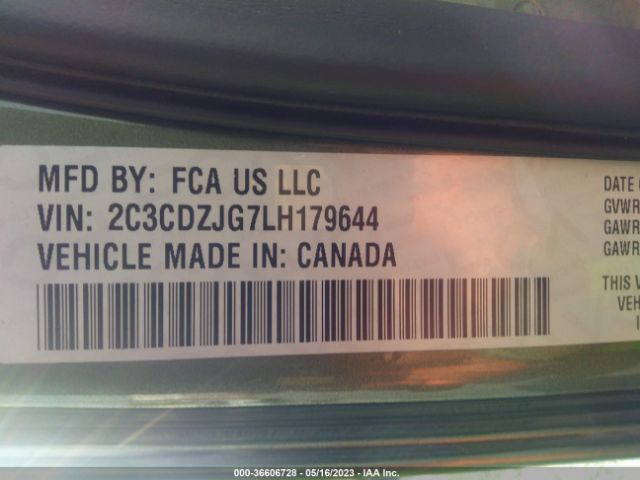 MFD BY: FCA US LLC
VIN: 2C3CDZJG7LH179644
VEHICLE MADE IN: CANADA
DATE
GVWR
GAWR
GAWR
THIS
000-36606728 - 05/16/2023 - IAA Inc.